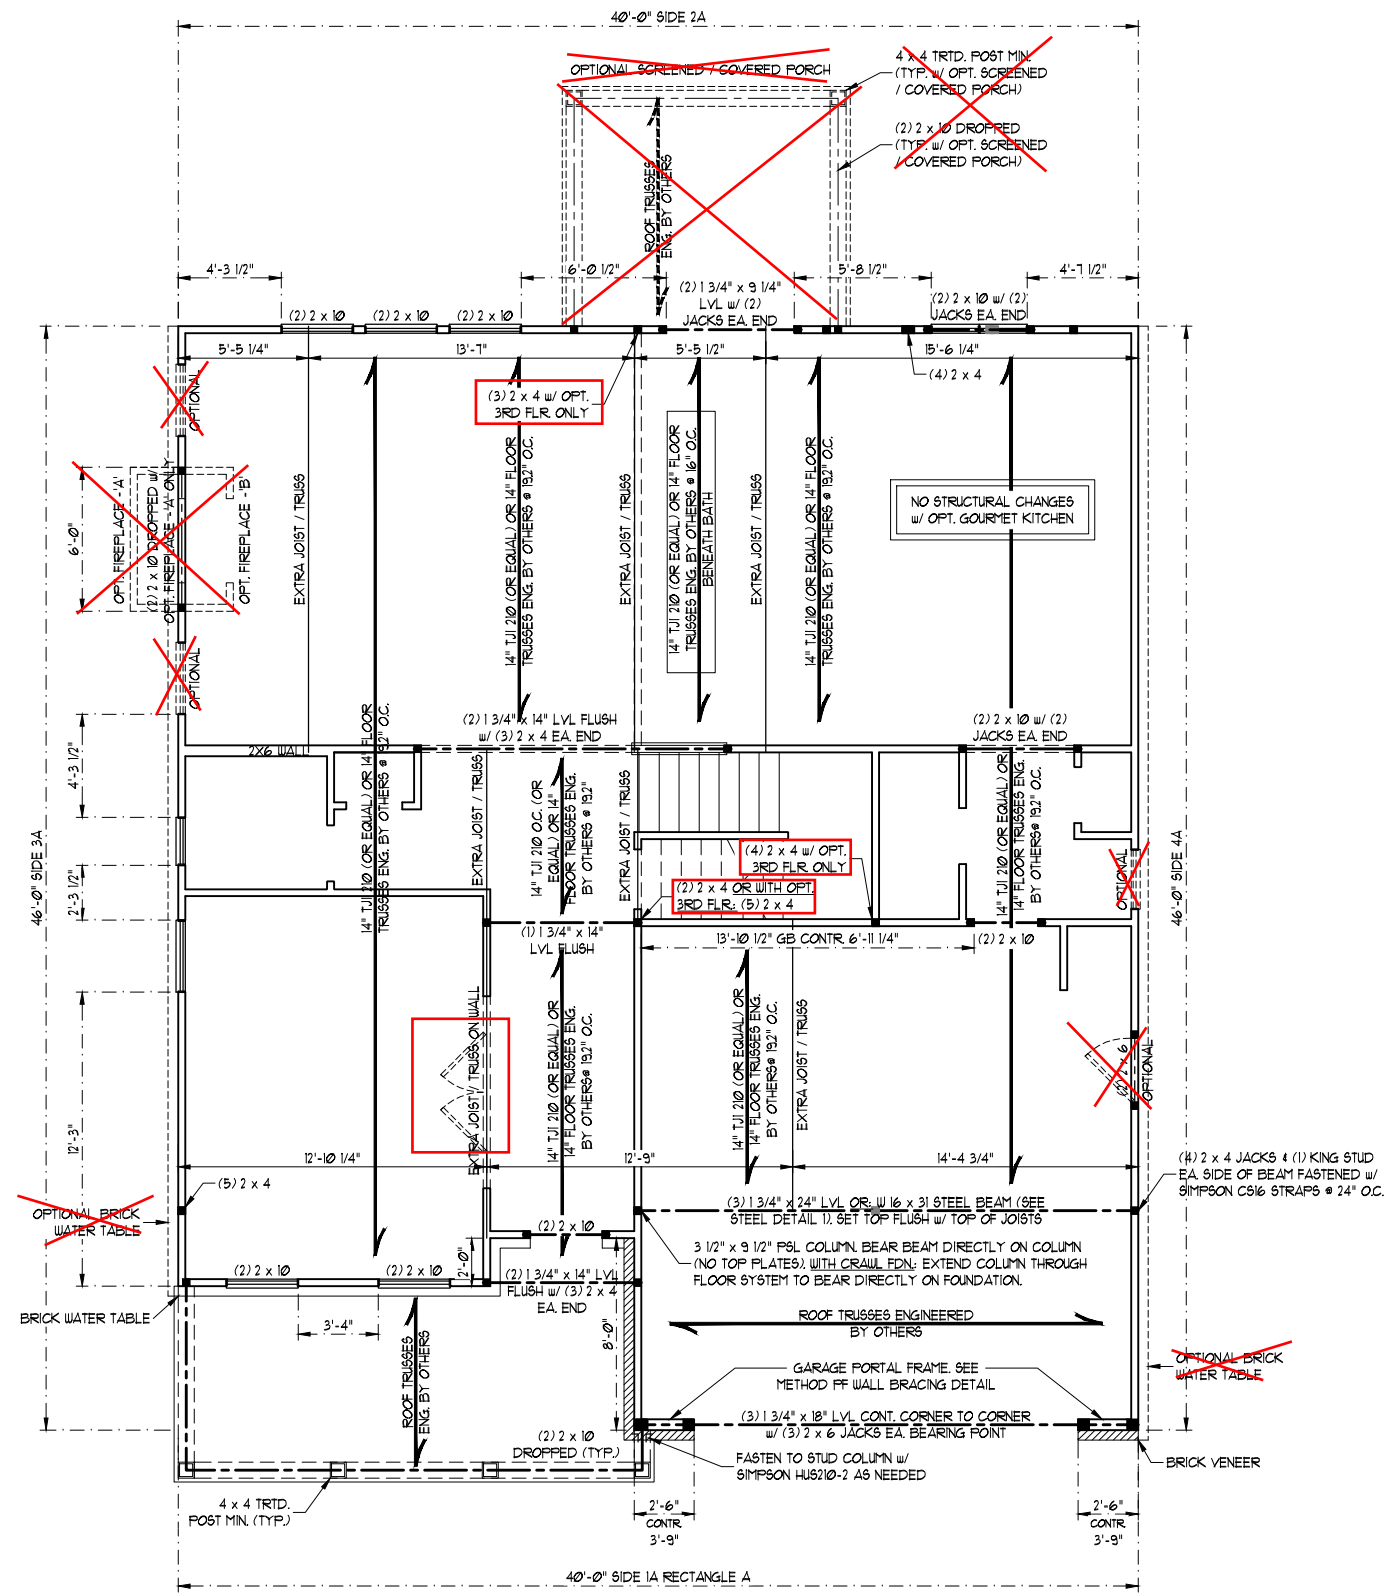 40'-0" SIDE 2A
OPTIONAL SCREENED / COVERED PORCH
4 x 4 TRTD. POST MIN.
(TYP. w/ OPT. SCREENED
/ COVERED PORCH)
(2) 2 x 10 DROPPED
(TYP. w/ OPT. SCREENED
/ COVERED PORCH)
ROOF TRUSSES
ENG. BY OTHERS
4'-3 1/2"
6'-0 1/2"
5'-8 1/2"
4'-7 1/2"
(2) 1 3/4" x 9 1/4"
LVL w/ (2)
JACKS EA. END
(2) 2 x 10 w/ (2)
JACKS EA. END
(2) 2 x 10
(2) 2 x 10
(2) 2 x 10
5'-5 1/4"
13'-7"
5'-5 1/2"
15'-6 1/4"
(4) 2 x 4
(3) 2 x 4 w/ OPT.
3RD FLR. ONLY
OPTIONAL
OPT. FIREPLACE - 'A'
(2) 2 x 10 DROPPED w/
OPT. FIREPLACE - 'A' ONLY
OPT. FIREPLACE - 'B'
6'-0"
OPTIONAL
EXTRA JOIST / TRUSS
14" TJI 210 (OR EQUAL) OR 14" FLOOR
TRUSSES ENG. BY OTHERS @ 19.2" O.C.
EXTRA JOIST / TRUSS
14" TJI 210 (OR EQUAL) OR 14" FLOOR
TRUSSES ENG. BY OTHERS @ 16" O.C.
BENEATH BATH
EXTRA JOIST / TRUSS
14" TJI 210 (OR EQUAL) OR 14" FLOOR
TRUSSES ENG. BY OTHERS @ 19.2" O.C.
NO STRUCTURAL CHANGES
w/ OPT. GOURMET KITCHEN
(2) 1 3/4" x 14" LVL FLUSH
w/ (3) 2 x 4 EA. END
(2) 2 x 10 w/ (2)
JACKS EA. END
2X6 WALL
14" TJI 210 (OR EQUAL) OR 14" FLOOR
TRUSSES ENG. BY OTHERS @ 19.2" O.C.
EXTRA JOIST / TRUSS
14" TJI 210 O.C. (OR
EQUAL) OR 14"
FLOOR TRUSSES ENG.
BY OTHERS @ 19.2"
EXTRA JOIST / TRUSS
14" TJI 210 (OR EQUAL) OR
14" FLOOR TRUSSES ENG.
BY OTHERS@ 19.2" O.C.
4'-3 1/2"
2'-3 1/2"
12'-3"
46'-0" SIDE 3A
46'-0" SIDE 4A
(4) 2 x 4 w/ OPT.
3RD FLR. ONLY
(2) 2 x 4 OR WITH OPT.
3RD FLR.: (5) 2 x 4
OPTIONAL
(1) 1 3/4" x 14"
LVL FLUSH
13'-10 1/2" GB CONTR. 6'-11 1/4"
(2) 2 x 10
EXTRA JOIST / TRUSS ON WALL
14" TJI 210 (OR EQUAL) OR
14" FLOOR TRUSSES ENG.
BY OTHERS@ 19.2" O.C.
14" TJI 210 (OR EQUAL) OR
14" FLOOR TRUSSES ENG.
BY OTHERS@ 19.2" O.C.
EXTRA JOIST / TRUSS
OPTIONAL
12'-10 1/4"
12'-9"
14'-4 3/4"
(5) 2 x 4
(4) 2 x 4 JACKS & (1) KING STUD
EA. SIDE OF BEAM FASTENED w/
SIMPSON CS16 STRAPS @ 24" O.C.
OPTIONAL BRICK
WATER TABLE
(3) 1 3/4" x 24" LVL OR: W 16 x 31 STEEL BEAM (SEE
STEEL DETAIL 1). SET TOP FLUSH w/ TOP OF JOISTS
3 1/2" x 9 1/2" PSL COLUMN. BEAR BEAM DIRECTLY ON COLUMN
(NO TOP PLATES). WITH CRAWL FDN.: EXTEND COLUMN THROUGH
FLOOR SYSTEM TO BEAR DIRECTLY ON FOUNDATION.
(2) 2 x 10
2'-0"
(2) 2 x 10
(2) 2 x 10
(2) 1 3/4" x 14" LVL
FLUSH w/ (3) 2 x 4
EA. END
BRICK WATER TABLE
3'-4"
8'-0"
ROOF TRUSSES
ENG. BY OTHERS
ROOF TRUSSES ENGINEERED
BY OTHERS
OPTIONAL BRICK
WATER TABLE
GARAGE PORTAL FRAME. SEE
METHOD PF WALL BRACING DETAIL
(3) 1 3/4" x 18" LVL CONT. CORNER TO CORNER
w/ (3) 2 x 6 JACKS EA. BEARING POINT
(2) 2 x 10
DROPPED (TYP.)
FASTEN TO STUD COLUMN w/
SIMPSON HUS210-2 AS NEEDED
BRICK VENEER
4 x 4 TRTD.
POST MIN. (TYP.)
2'-6"
CONTR.
3'-9"
2'-6"
CONTR.
3'-9"
40'-0" SIDE 1A RECTANGLE A